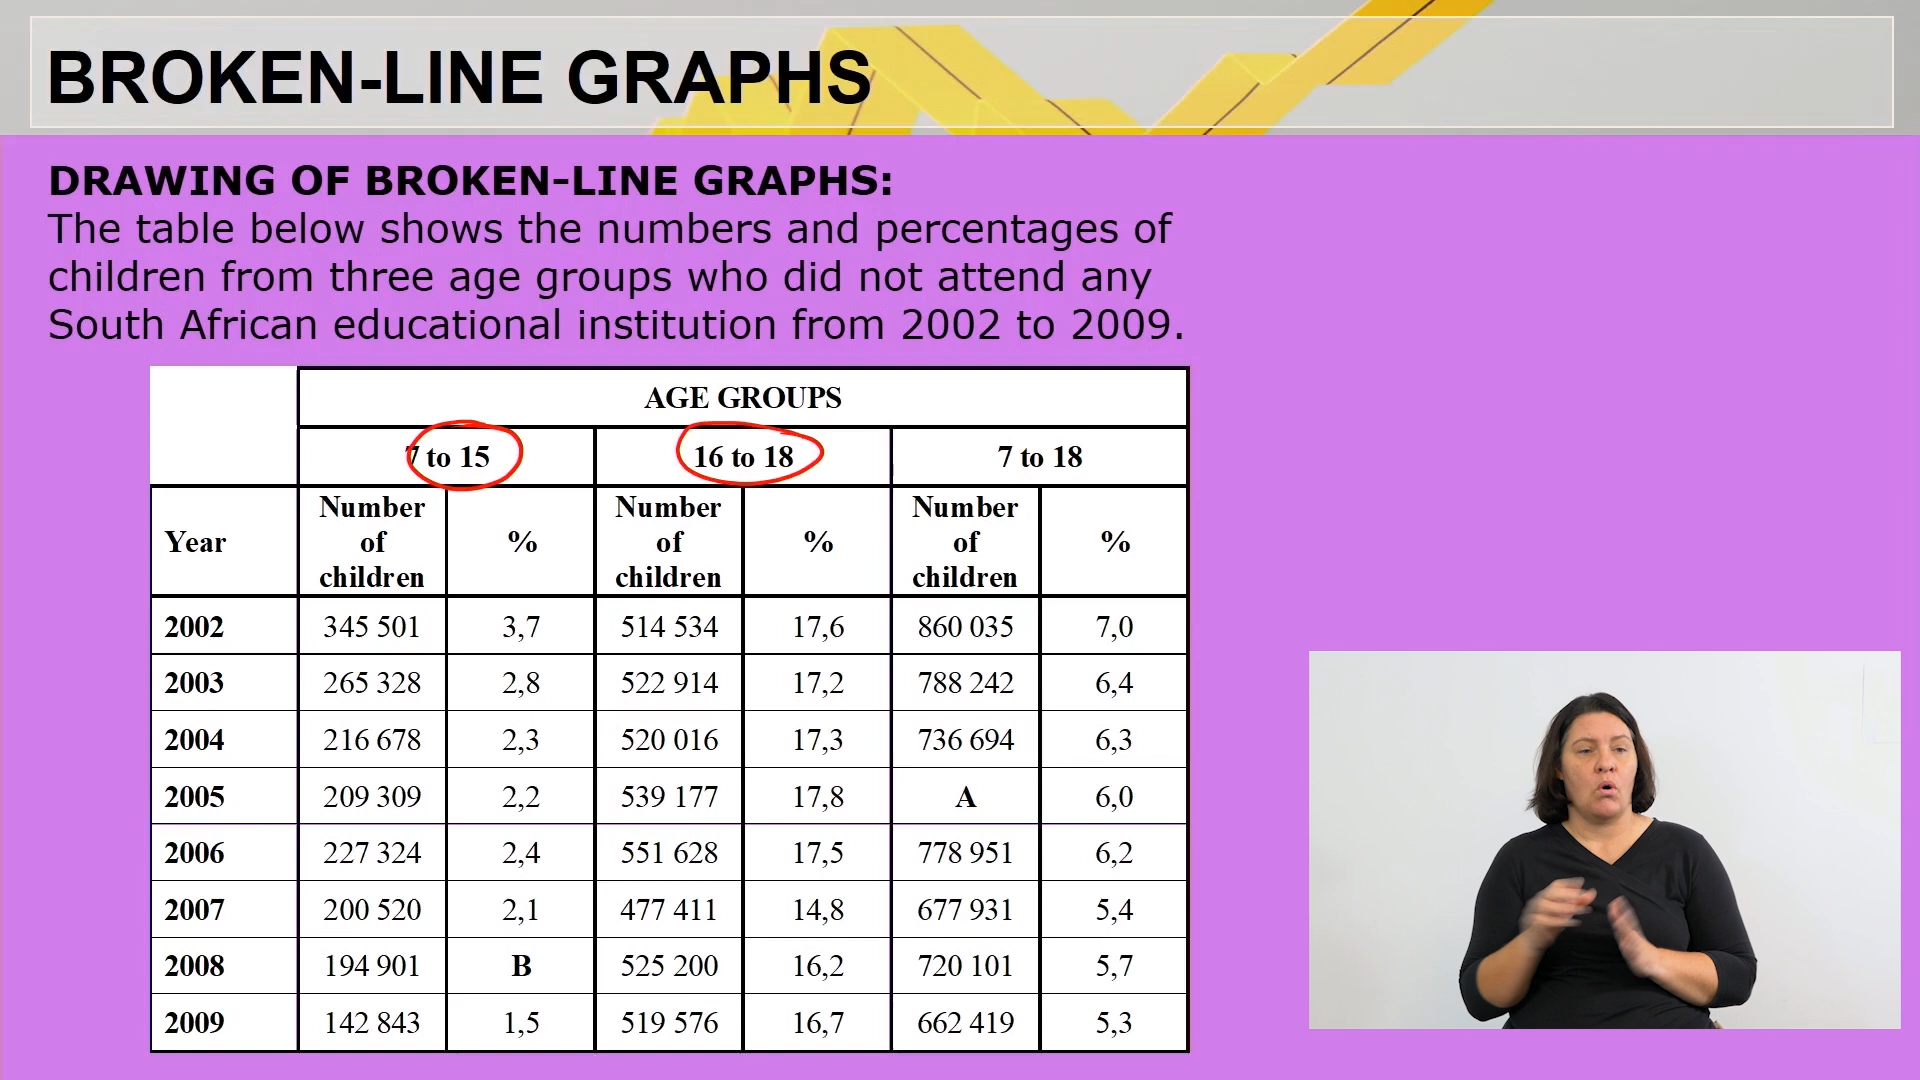 BROKEN-LINE GRAPHS
DRAWING OF BROKEN-LINE GRAPHS:
The table below shows the numbers and percentages of
children from three age groups who did not attend any
South African educational institution from 2002 to 2009.
AGE GROUPS
7 to 15 16 to 18 7 to 18
Year Number of children % Number of children % Number of children %
2002 345 501 3,7 514 534 17,6 860 035 7,0
2003 265 328 2,8 522 914 17,2 788 242 6,4
2004 216 678 2,3 520 016 17,3 736 694 6,3
2005 209 309 2,2 539 177 17,8 A 6,0
2006 227 324 2,4 551 628 17,5 778 951 6,2
2007 200 520 2,1 477 411 14,8 677 931 5,4
2008 194 901 B 525 200 16,2 720 101 5,7
2009 142 843 1,5 519 576 16,7 662 419 5,3